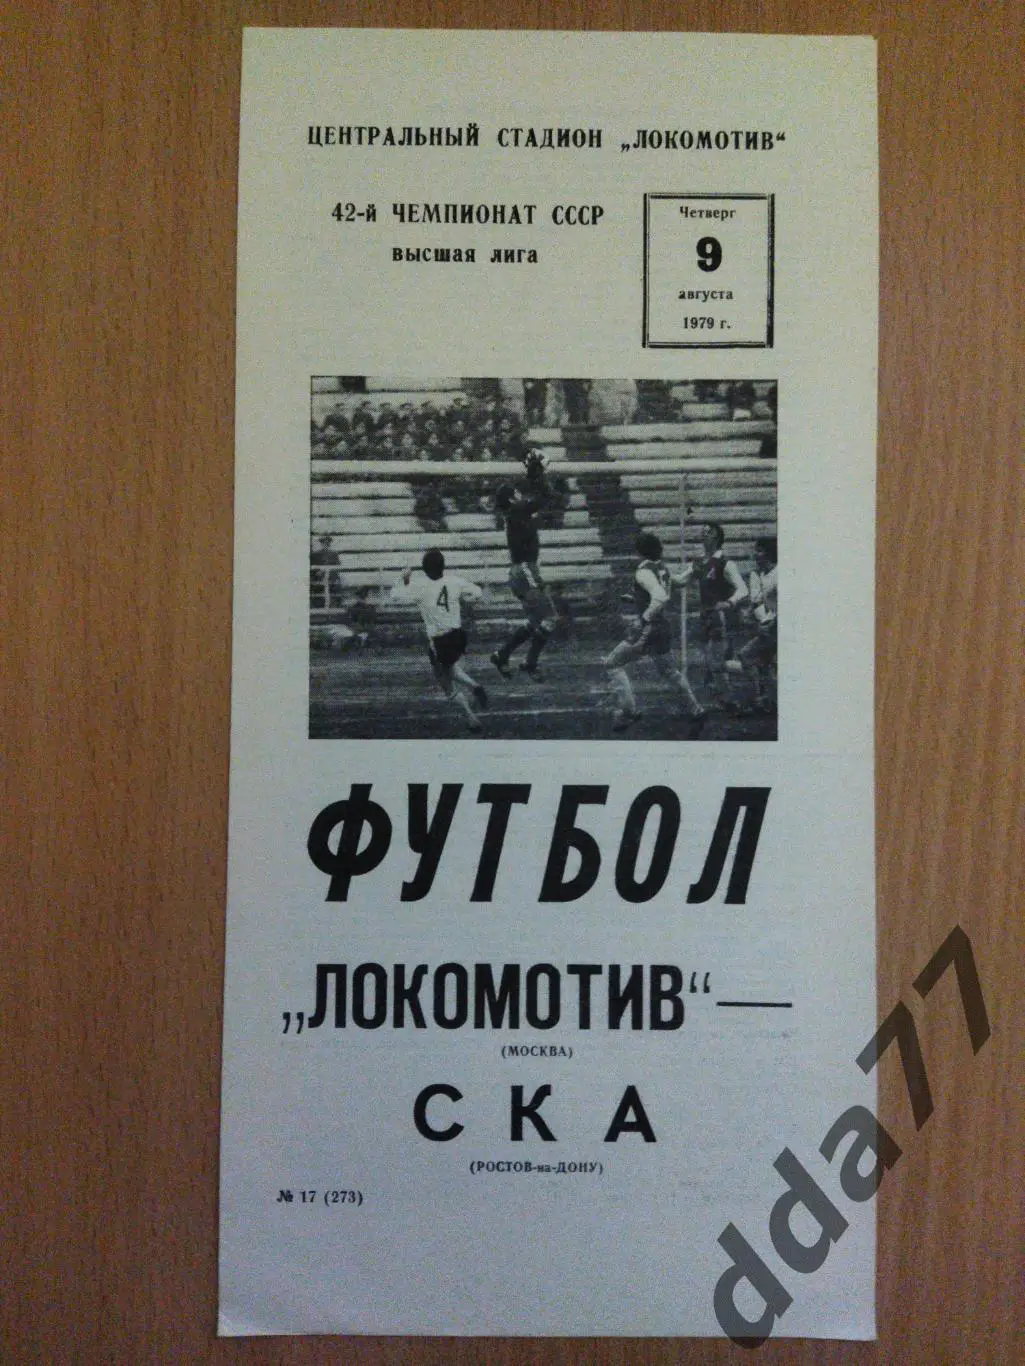 ЦЕНТРАЛЬНЫЙ СТАДИОН „ЛОКОМОТИВ“
42-й ЧЕМПИОНАТ СССР
ВЫСШАЯ ЛИГА
Четверг
9
августа
1979 г.
4
ФУТБОЛ
„ЛОКОМОТИВ“ —
(МОСКВА)
СКА
(РОСТОВ-на-ДОНУ)
№ 17 (273)
dda77